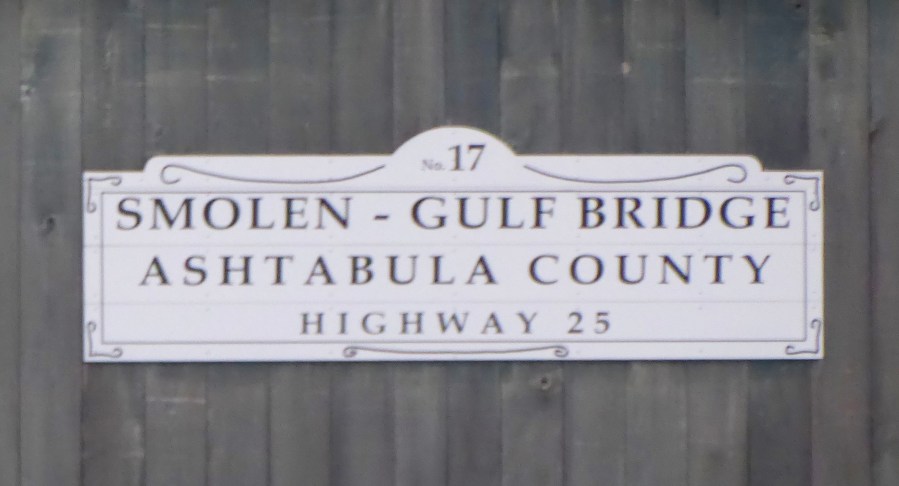 No. 17
SMOLEN - GULF BRIDGE
ASHTABULA COUNTY
HIGHWAY 25